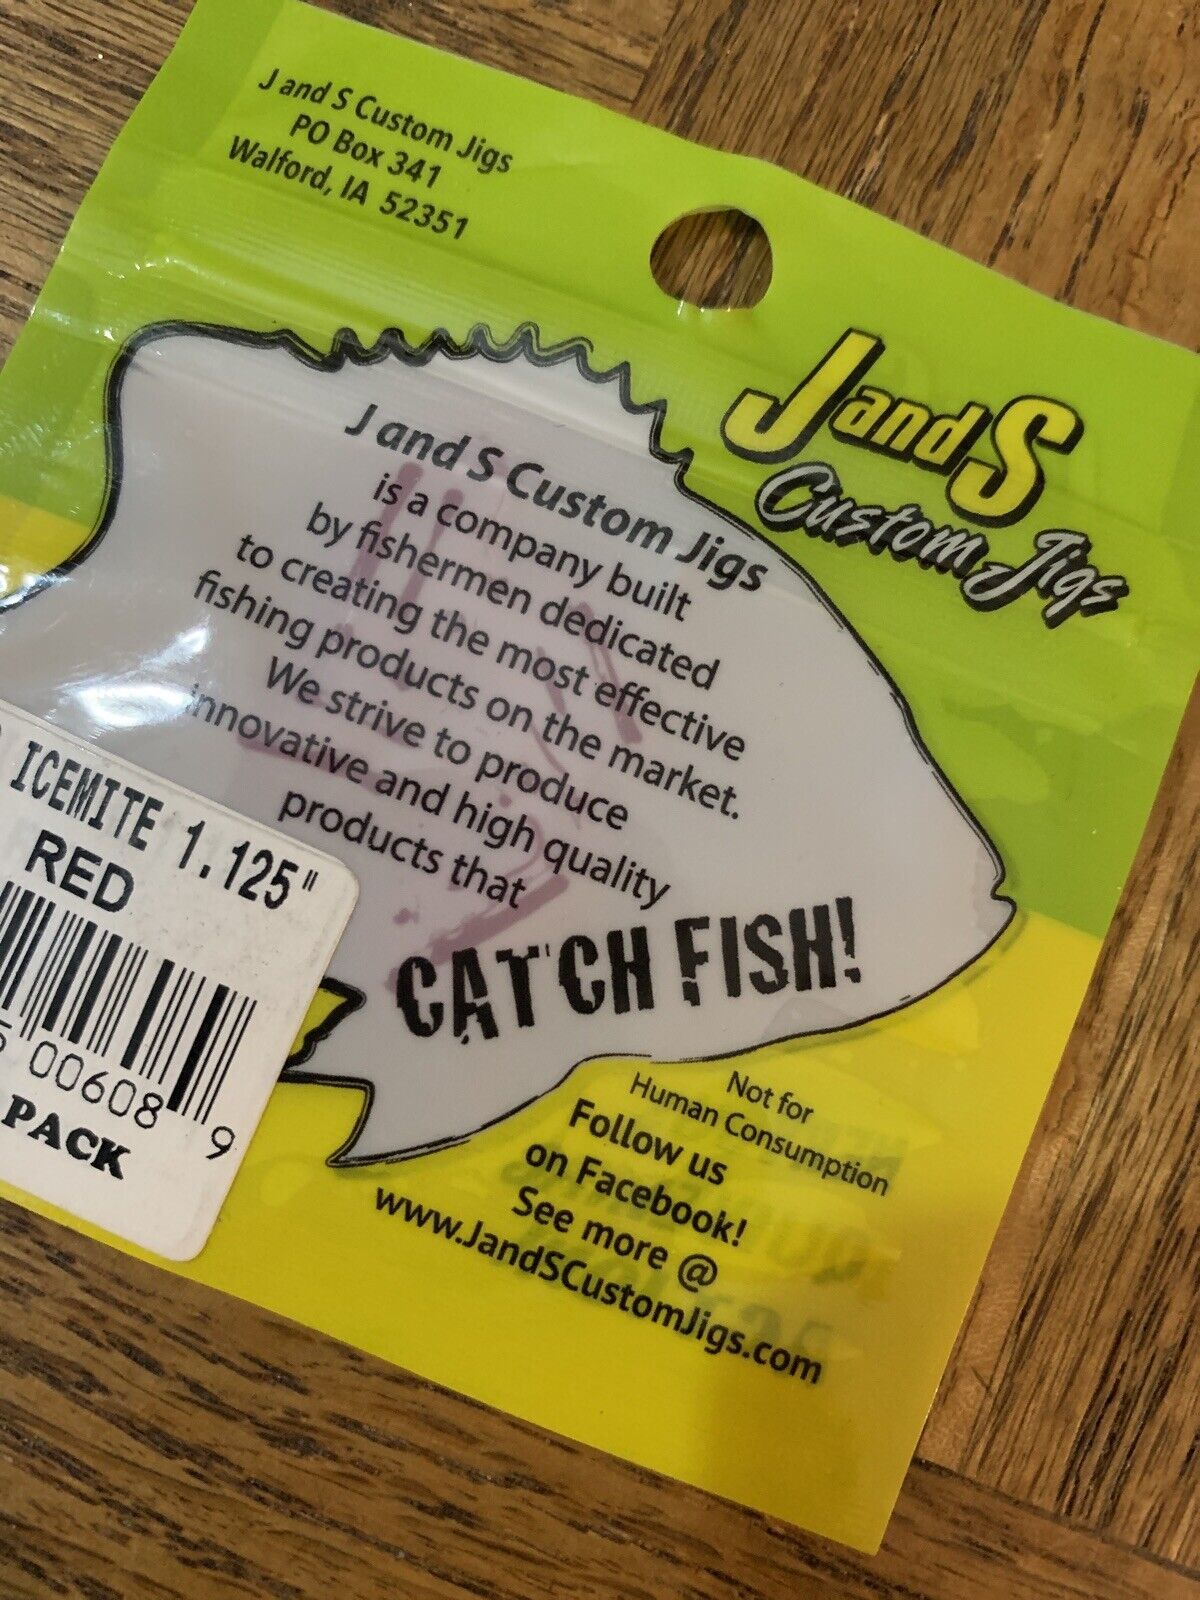 J and S Custom Jigs
PO Box 341
Walford, IA 52351
J and S
Custom Jigs
J and S Custom Jigs
is a company built
by fishermen dedicated
to creating the most effective
fishing products on the market.
We strive to produce
innovative and high quality
products that
CATCH FISH!
ICEMITE 1.125"
RED
00608 9
PACK
Not for
Human Consumption
Follow us
on Facebook!
See more @
www.JandSCustomJigs.com